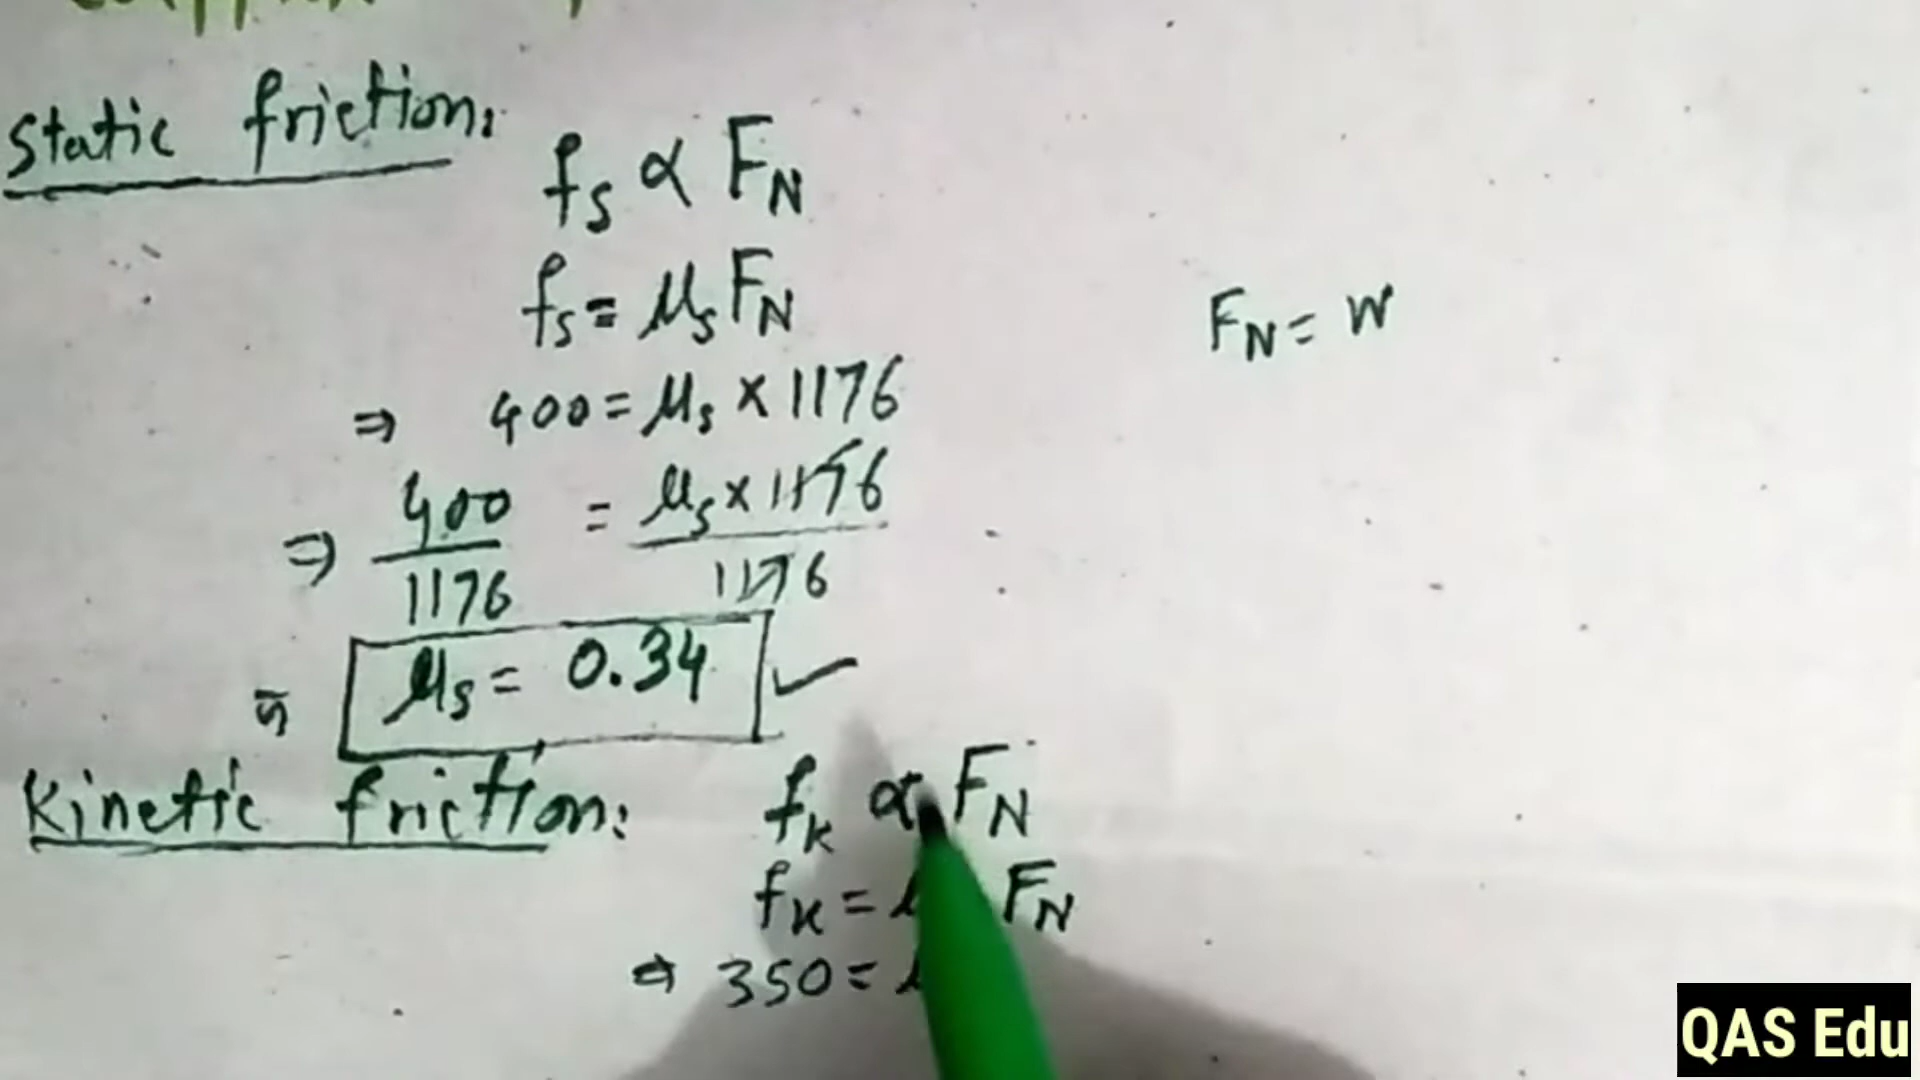 Static friction:
fs ∝ FN
fs = μs FN
FN = W
⇒ 400 = μs × 1176
⇒ 400/1176 = μs × 1176/1176
μs = 0.34 ✓
Kinetic friction: fk ∝ FN
fk = FN
⇒ 350 =
QAS Edu